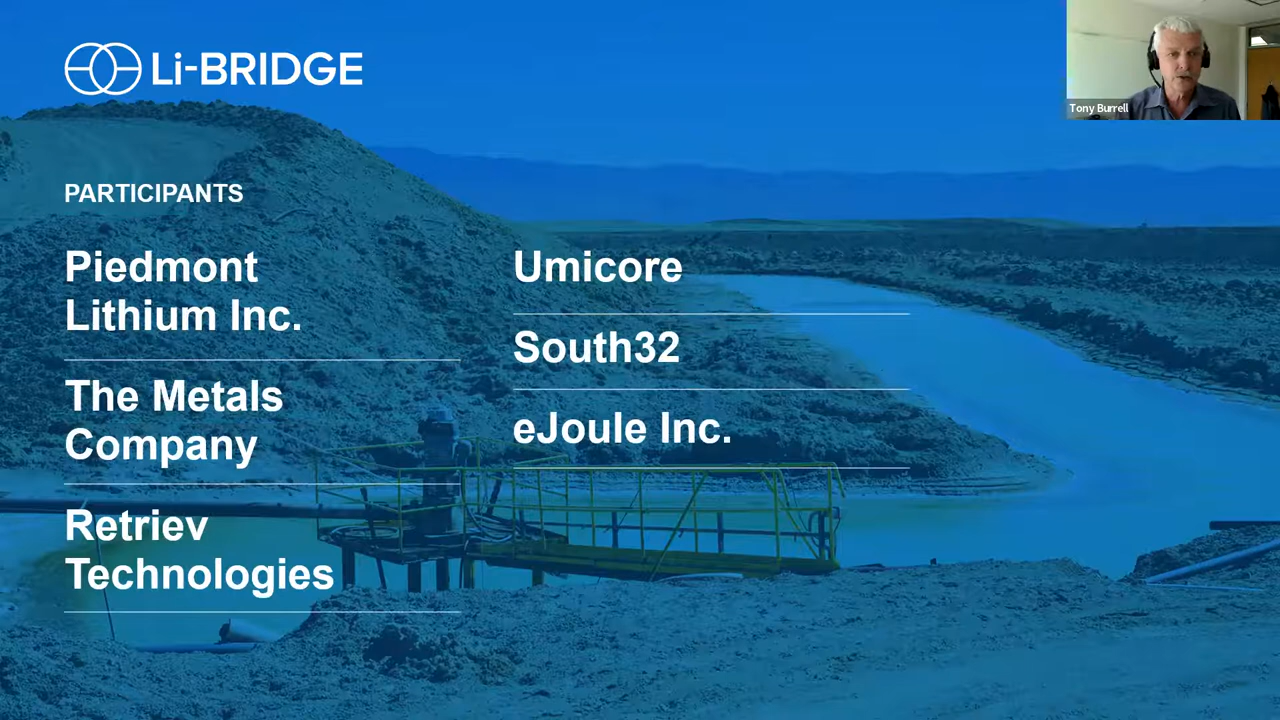 Li-BRIDGE
Tony Burrell
PARTICIPANTS
Piedmont
Lithium Inc.
The Metals
Company
Retriev
Technologies
Umicore
South32
eJoule Inc.